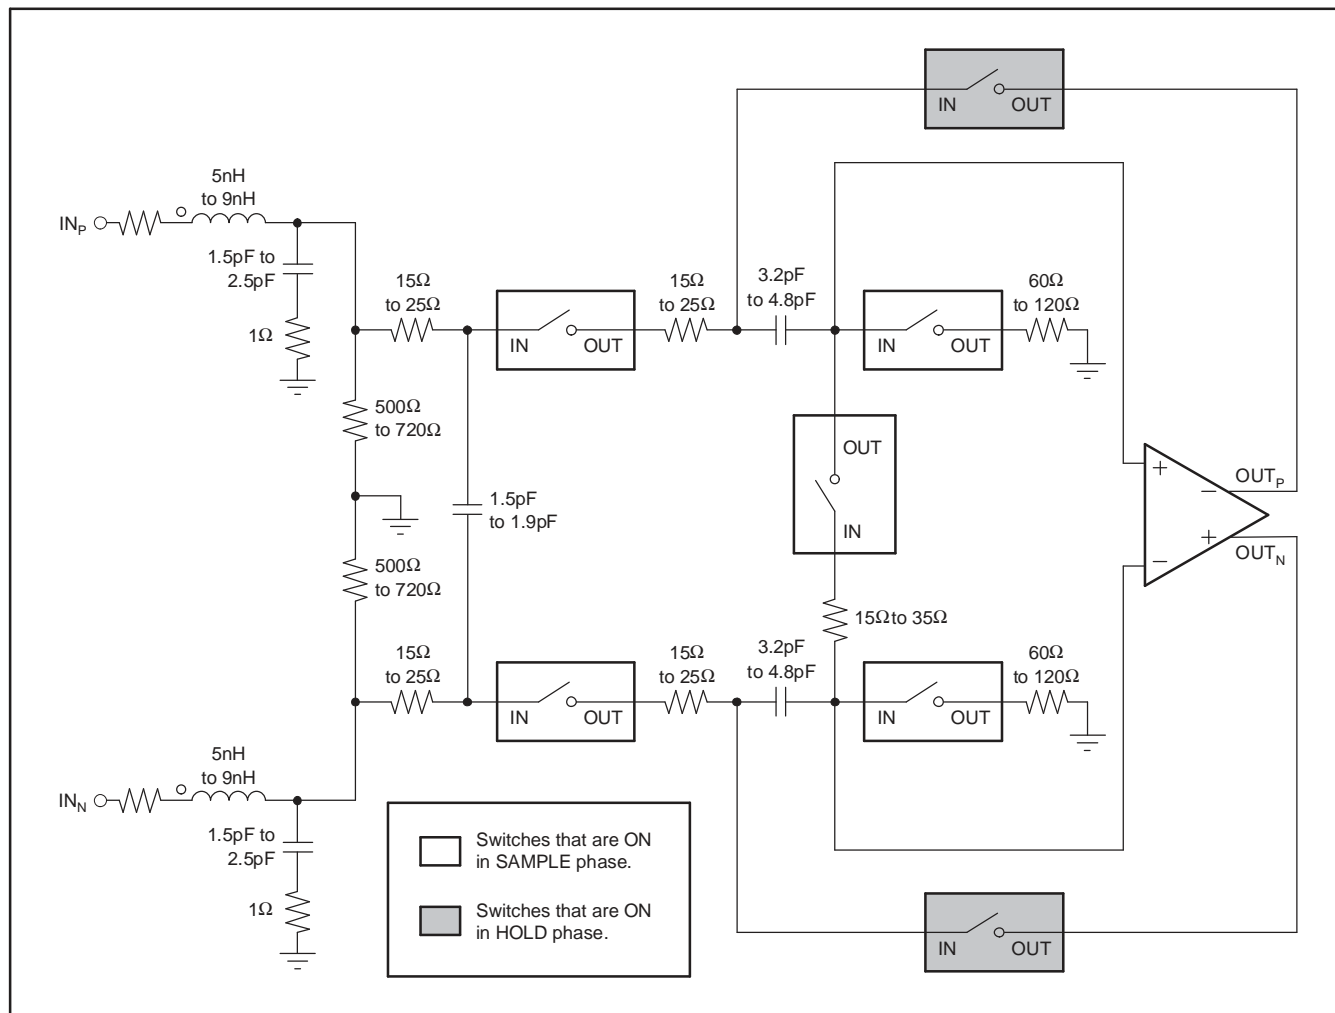 IN OUT
5nH
to 9nH
IN_P
1.5pF to
2.5pF
1Ω
15Ω
to 25Ω
IN OUT
15Ω
to 25Ω
3.2pF
to 4.8pF
IN OUT
60Ω
to 120Ω
500Ω
to 720Ω
OUT
IN
1.5pF
to 1.9pF
+
−
−
+
OUT_P
OUT_N
500Ω
to 720Ω
15Ω to 35Ω
15Ω
to 25Ω
IN OUT
15Ω
to 25Ω
3.2pF
to 4.8pF
IN OUT
60Ω
to 120Ω
5nH
to 9nH
IN_N
1.5pF to
2.5pF
1Ω
Switches that are ON
in SAMPLE phase.
Switches that are ON
in HOLD phase.
IN OUT